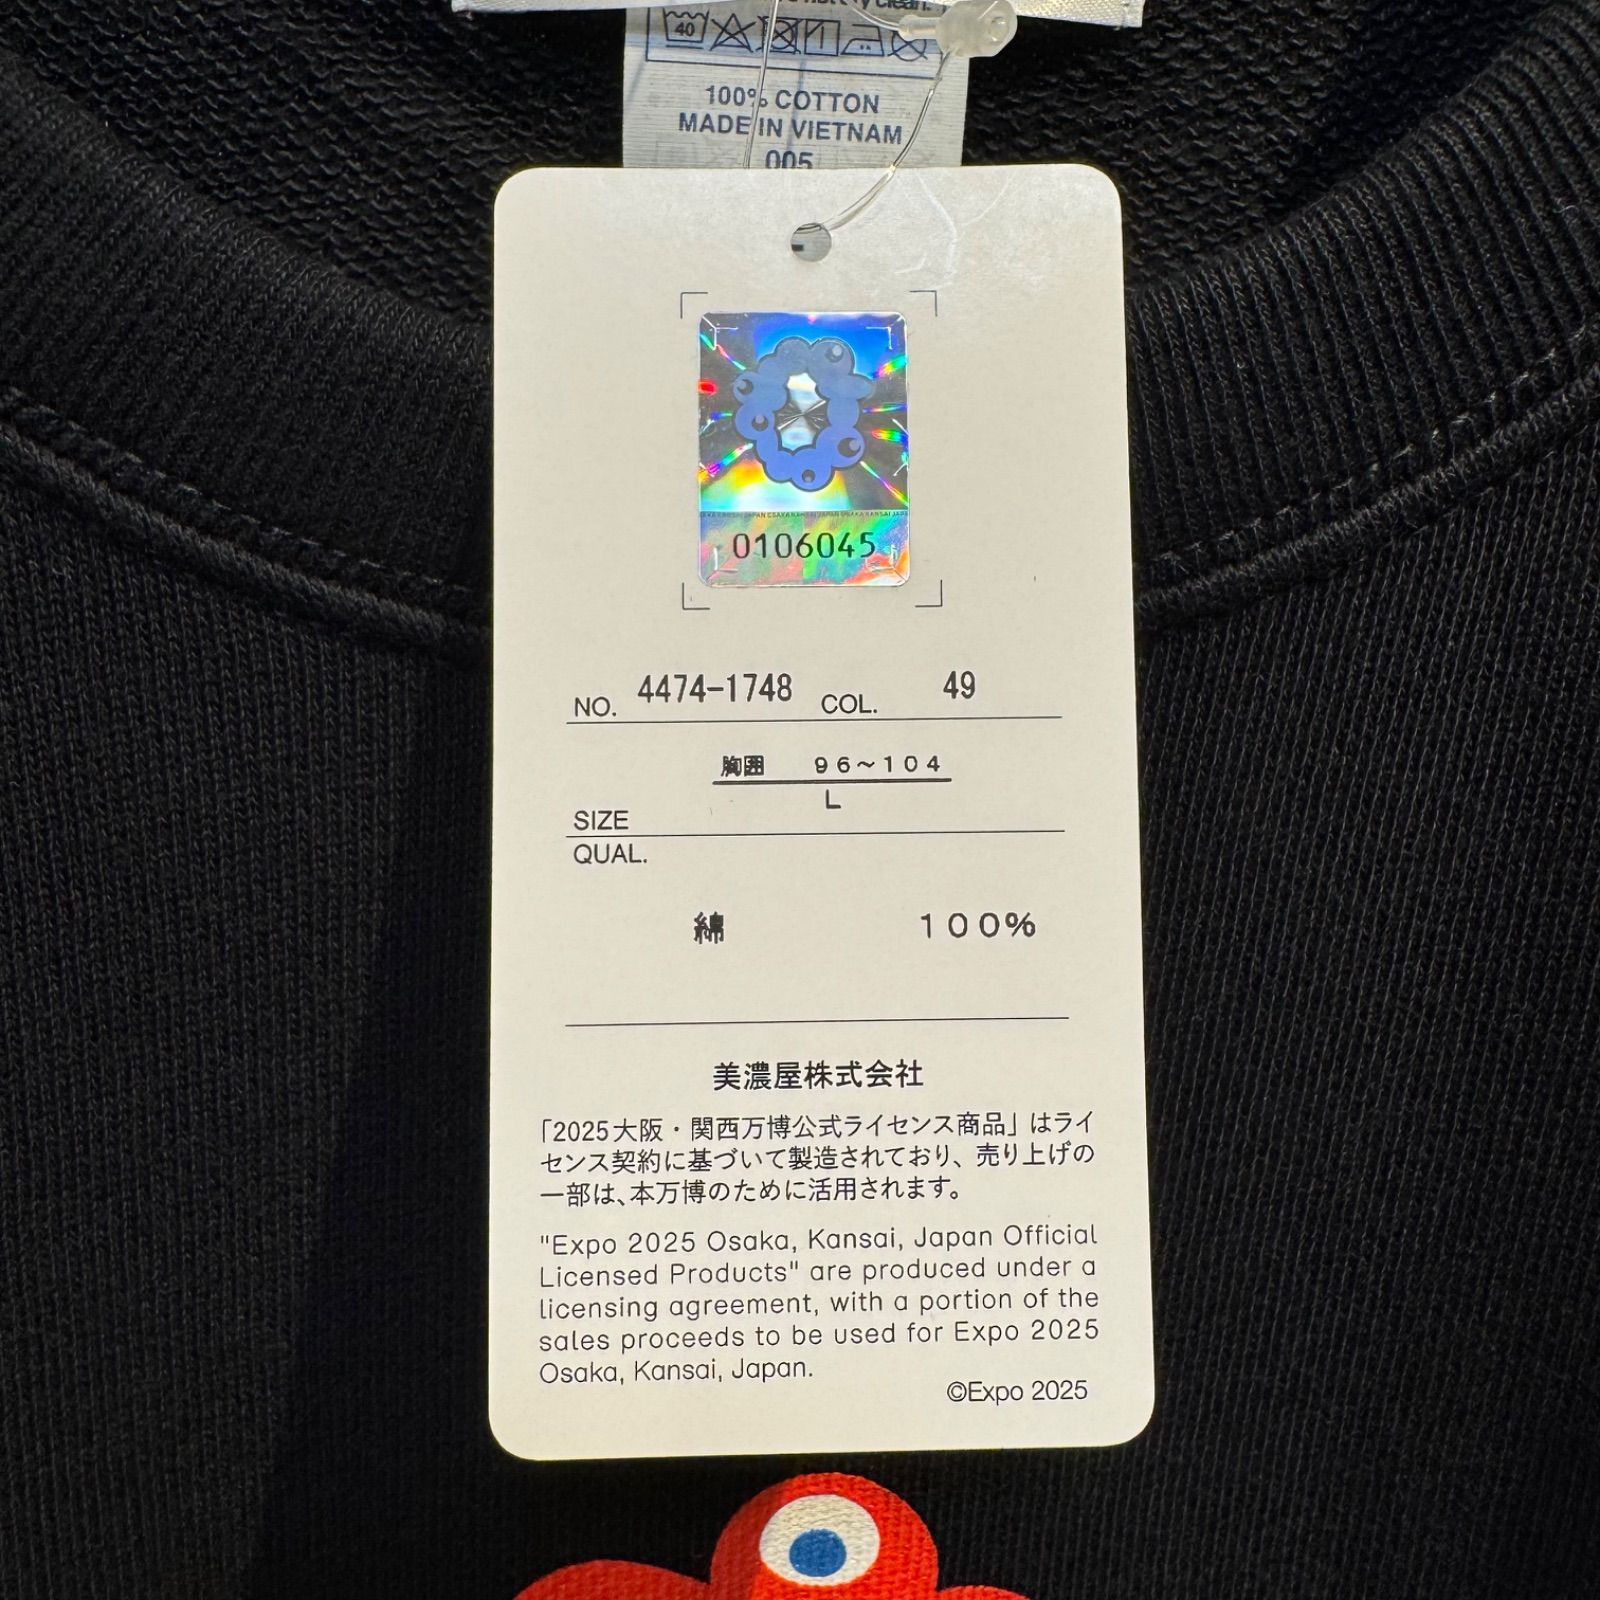 40
100% COTTON
MADE IN VIETNAM
005
0106045
NO. 4474-1748 COL. 49
胸囲 96~104
L
SIZE
QUAL.
綿 100%
美濃屋株式会社
「2025大阪・関西万博公式ライセンス商品」はライ
センス契約に基づいて製造されており、売り上げの
一部は、本万博のために活用されます。
"Expo 2025 Osaka, Kansai, Japan Official
Licensed Products" are produced under a
licensing agreement, with a portion of the
sales proceeds to be used for Expo 2025
Osaka, Kansai, Japan.
©Expo 2025